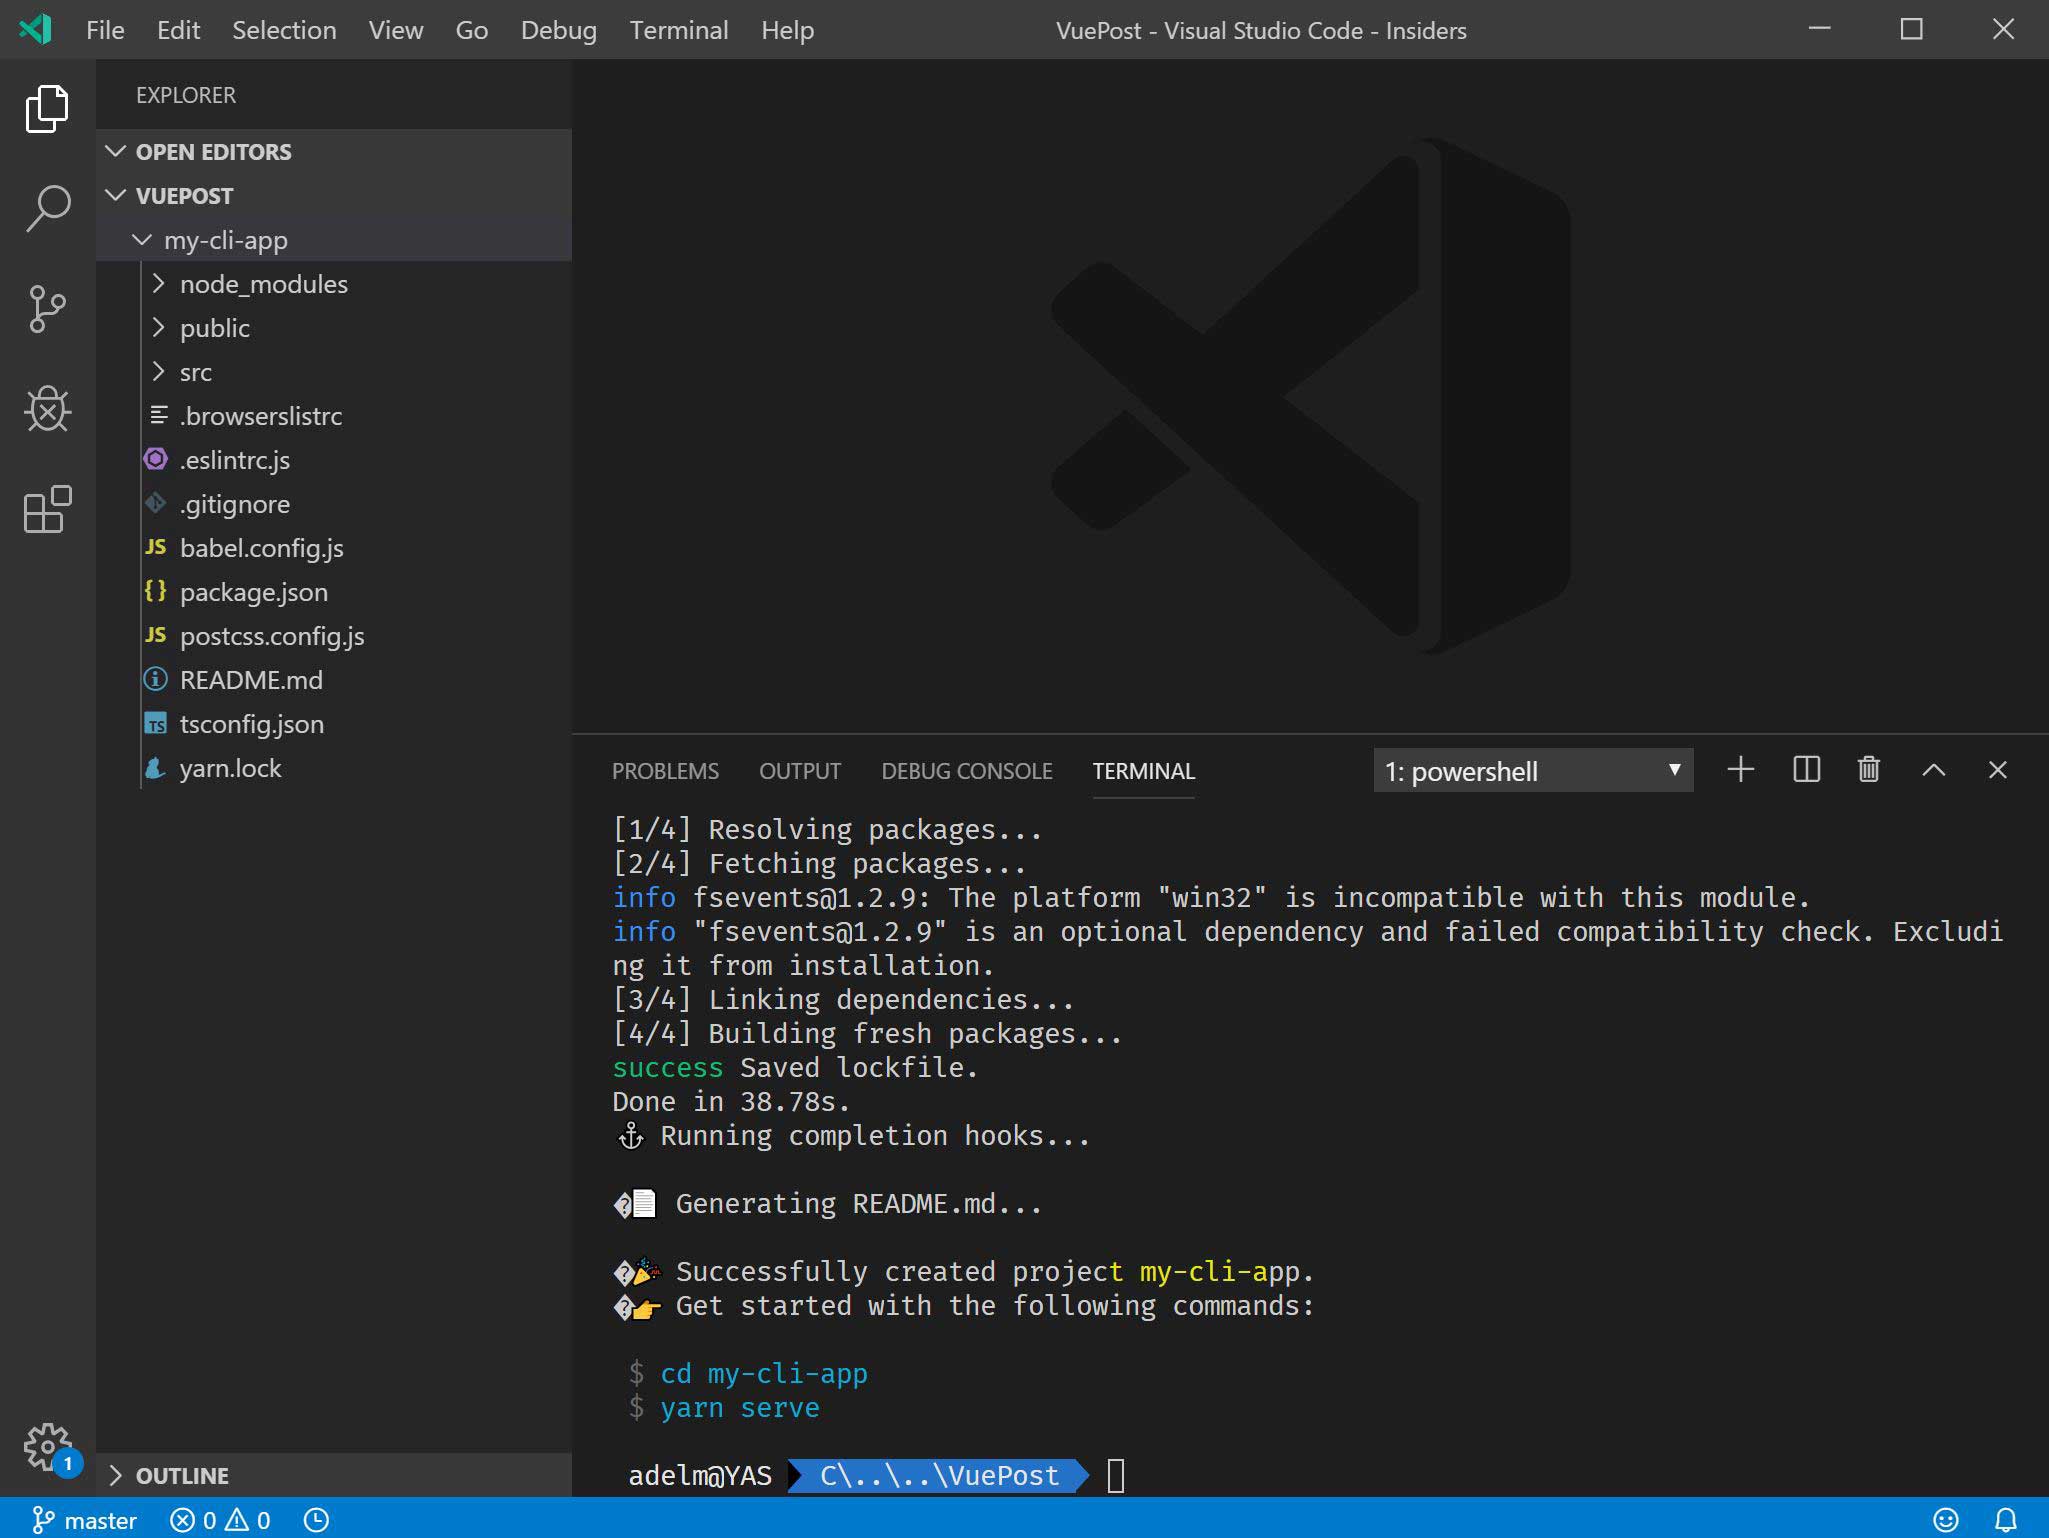 File Edit Selection View Go Debug Terminal Help VuePost - Visual Studio Code - Insiders
EXPLORER
OPEN EDITORS
VUEPOST
my-cli-app
node_modules
public
src
.browserslistrc
.eslintrc.js
.gitignore
JS babel.config.js
{} package.json
JS postcss.config.js
README.md
TS tsconfig.json
yarn.lock
OUTLINE
PROBLEMS OUTPUT DEBUG CONSOLE TERMINAL 1: powershell
[1/4] Resolving packages...
[2/4] Fetching packages...
info fsevents@1.2.9: The platform "win32" is incompatible with this module.
info "fsevents@1.2.9" is an optional dependency and failed compatibility check. Excludi
ng it from installation.
[3/4] Linking dependencies...
[4/4] Building fresh packages...
success Saved lockfile.
Done in 38.78s.
⚓ Running completion hooks...
�📄 Generating README.md...
�🎉 Successfully created project my-cli-app.
�👉 Get started with the following commands:
$ cd my-cli-app
$ yarn serve
adelm@YAS C\..\..\VuePost
1
master 0 0